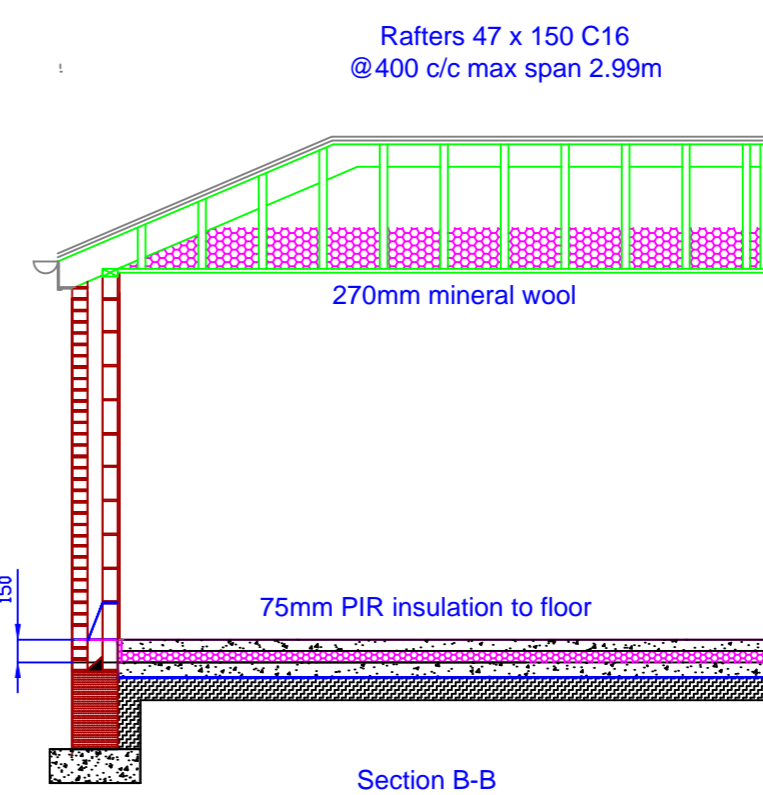 Rafters 47 x 150 C16
@400 c/c max span 2.99m
270mm mineral wool
150
75mm PIR insulation to floor
Section B-B